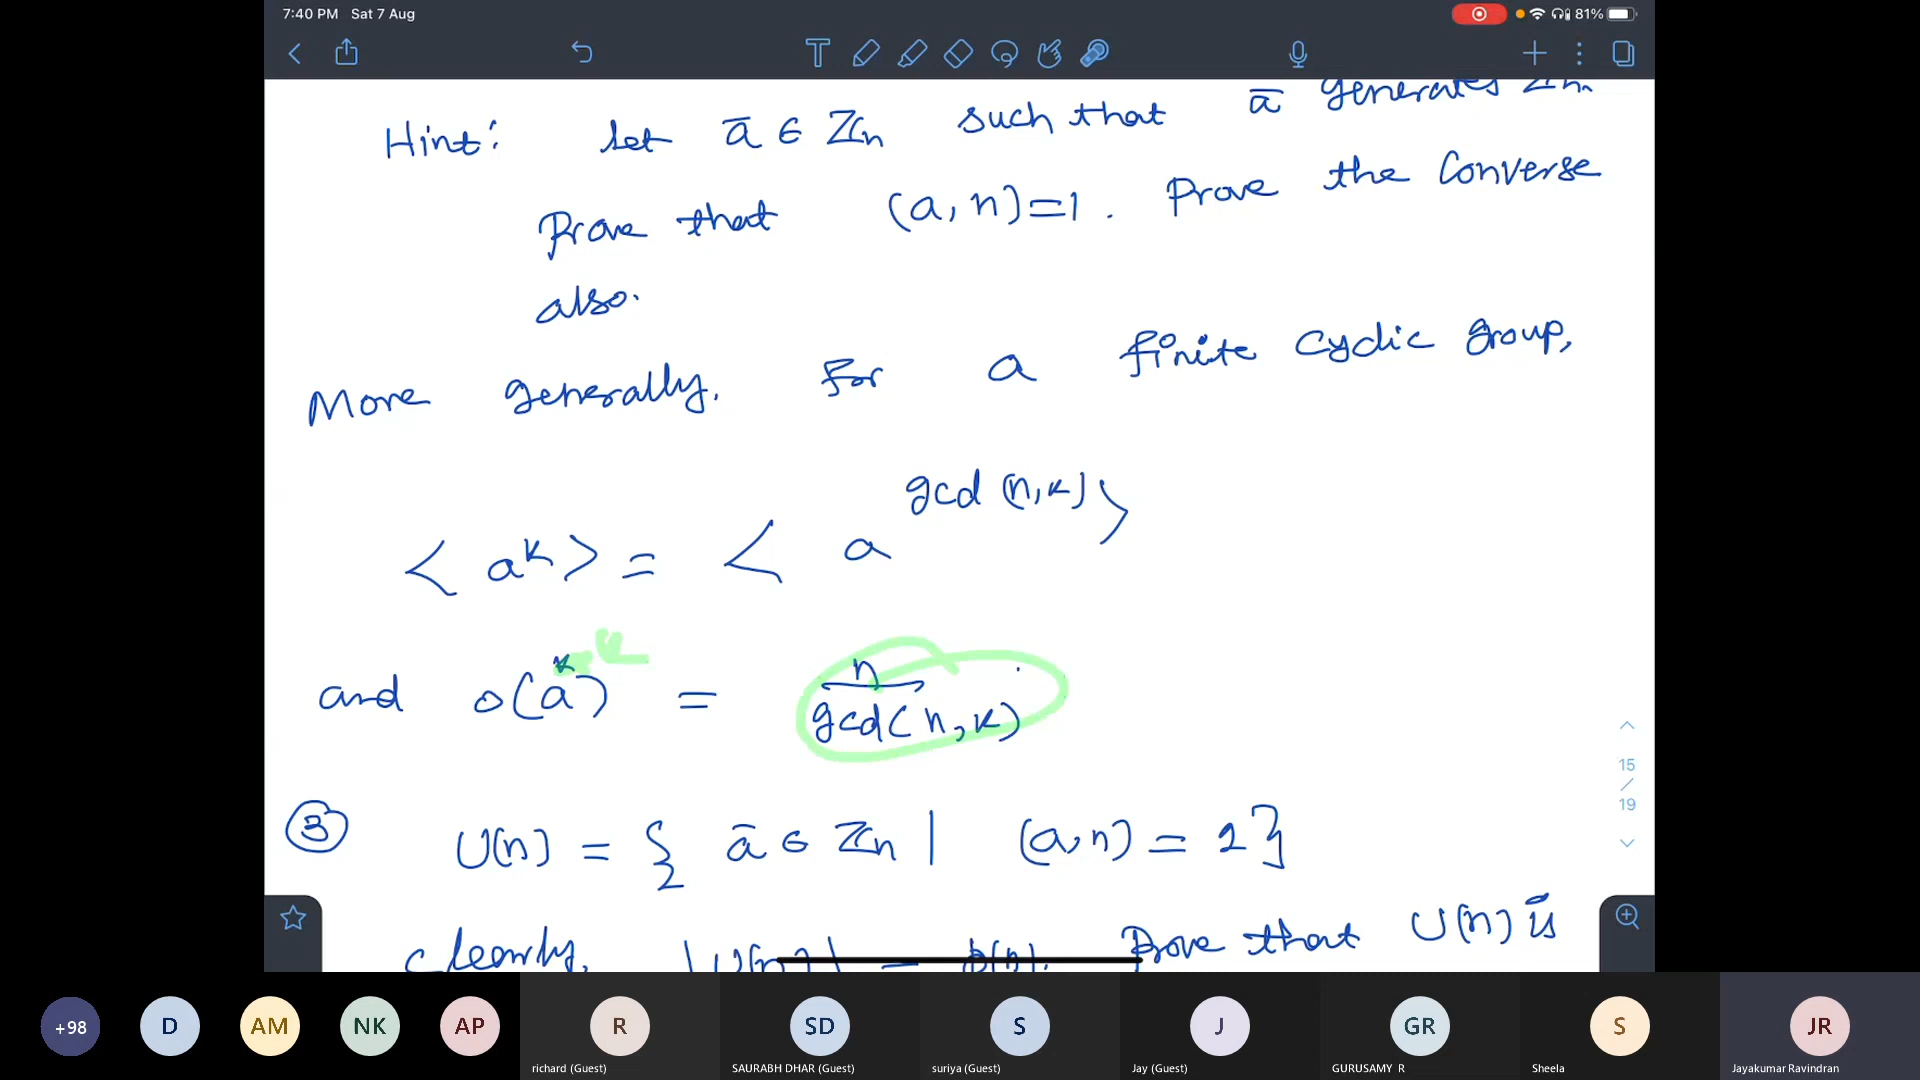 7:40 PM Sat 7 Aug 81%
Hint: Let a̅ ∈ ℤn such that a̅ generates ℤn
Prove that (a, n)=1. Prove the Converse
also.
More generally, for a finite cyclic group,
< a^k > = < a^gcd(n,k) >
and o(a^k) = n/gcd(n,k)
k
15
/
19
③ U(n) = { a̅ ∈ ℤn | (a,n) = 1 }
clearly, |U(n)| = ϕ(n). Prove that U(n) is
+98 D AM NK AP R SD S J GR S JR
richard (Guest) SAURABH DHAR (Guest) suriya (Guest) Jay (Guest) GURUSAMY R Sheela Jayakumar Ravindran